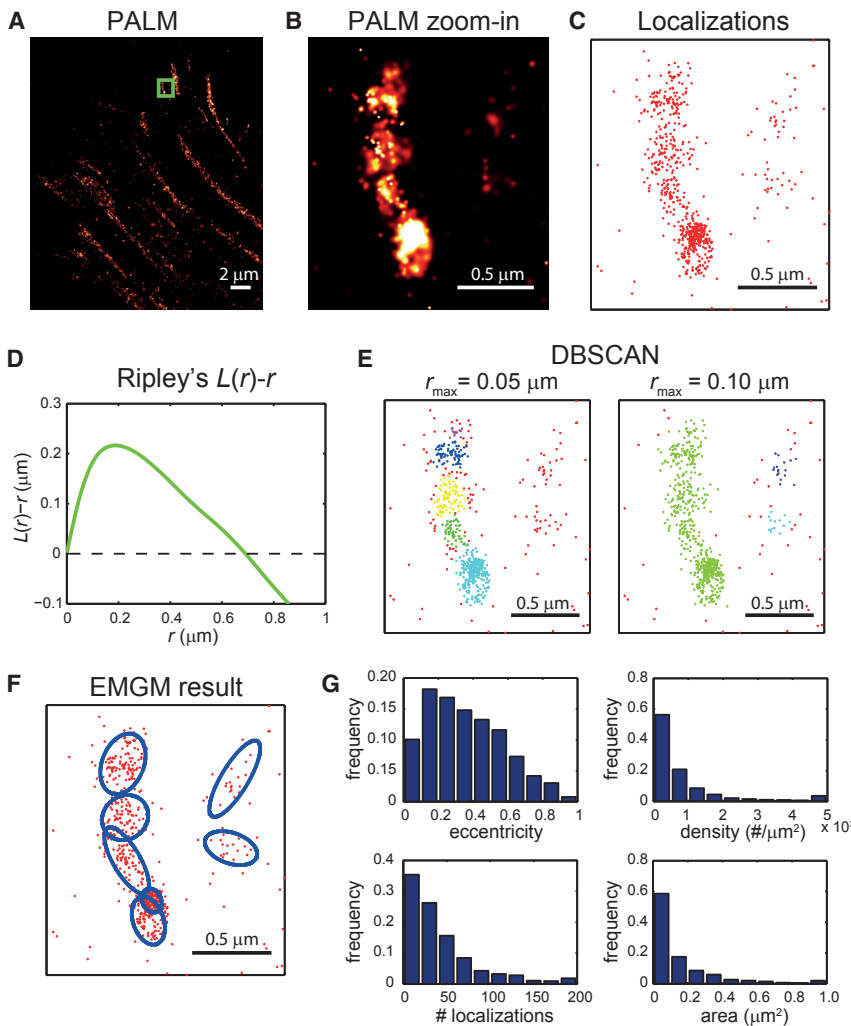 A PALM
B PALM zoom-in
C Localizations
2 μm
0.5 μm
0.5 μm
D
Ripley's L(r)-r
0.3
0.2
0.1
0
−0.1
L(r)−r (μm)
0 0.2 0.4 0.6 0.8 1
r (μm)
E DBSCAN
rmax = 0.05 μm
rmax = 0.10 μm
0.5 μm
0.5 μm
F EMGM result
0.5 μm
G
0.20
0.15
0.10
0.15
0
frequency
0 0.2 0.4 0.6 0.8 1
eccentricity
0.8
0.6
0.4
0.2
0
frequency
0 1 2 3 4 5
density (#/μm²)
0.4
0.3
0.2
0.1
0
frequency
0 50 100 150 200
# localizations
0.8
0.6
0.4
0.2
0
frequency
0 0.2 0.4 0.6 0.8 1.0
area (μm²)